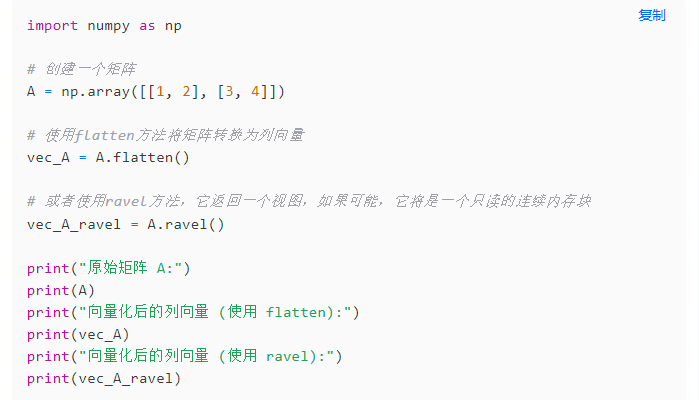 复制
import numpy as np
# 创建一个矩阵
A = np.array([[1, 2], [3, 4]])
# 使用flatten方法将矩阵转换为列向量
vec_A = A.flatten()
# 或者使用ravel方法，它返回一个视图，如果可能，它将是一个只读的连续内存块
vec_A_ravel = A.ravel()
print("原始矩阵 A:")
print(A)
print("向量化后的列向量 (使用 flatten):")
print(vec_A)
print("向量化后的列向量 (使用 ravel):")
print(vec_A_ravel)